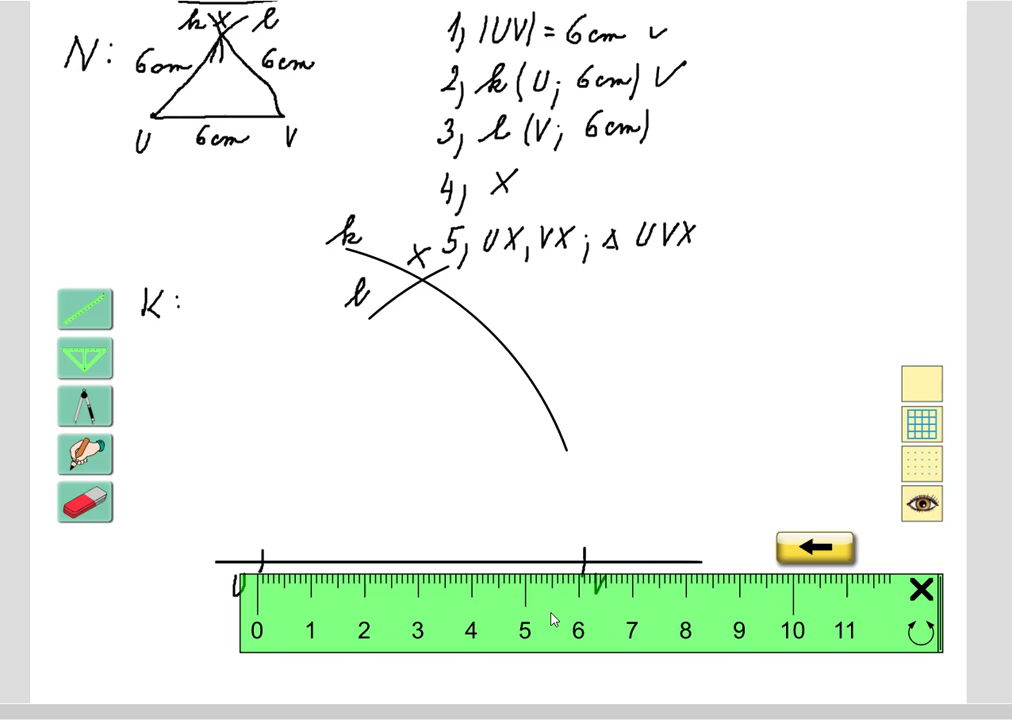 k l
N: 6cm 6cm
U 6cm V
1, |UV| = 6cm ✓
2, k (U; 6cm) ✓
3, l (V; 6cm)
4, X
5, UX, VX; △ UVX
k
X
l
K:
U V
0 1 2 3 4 5 6 7 8 9 10 11